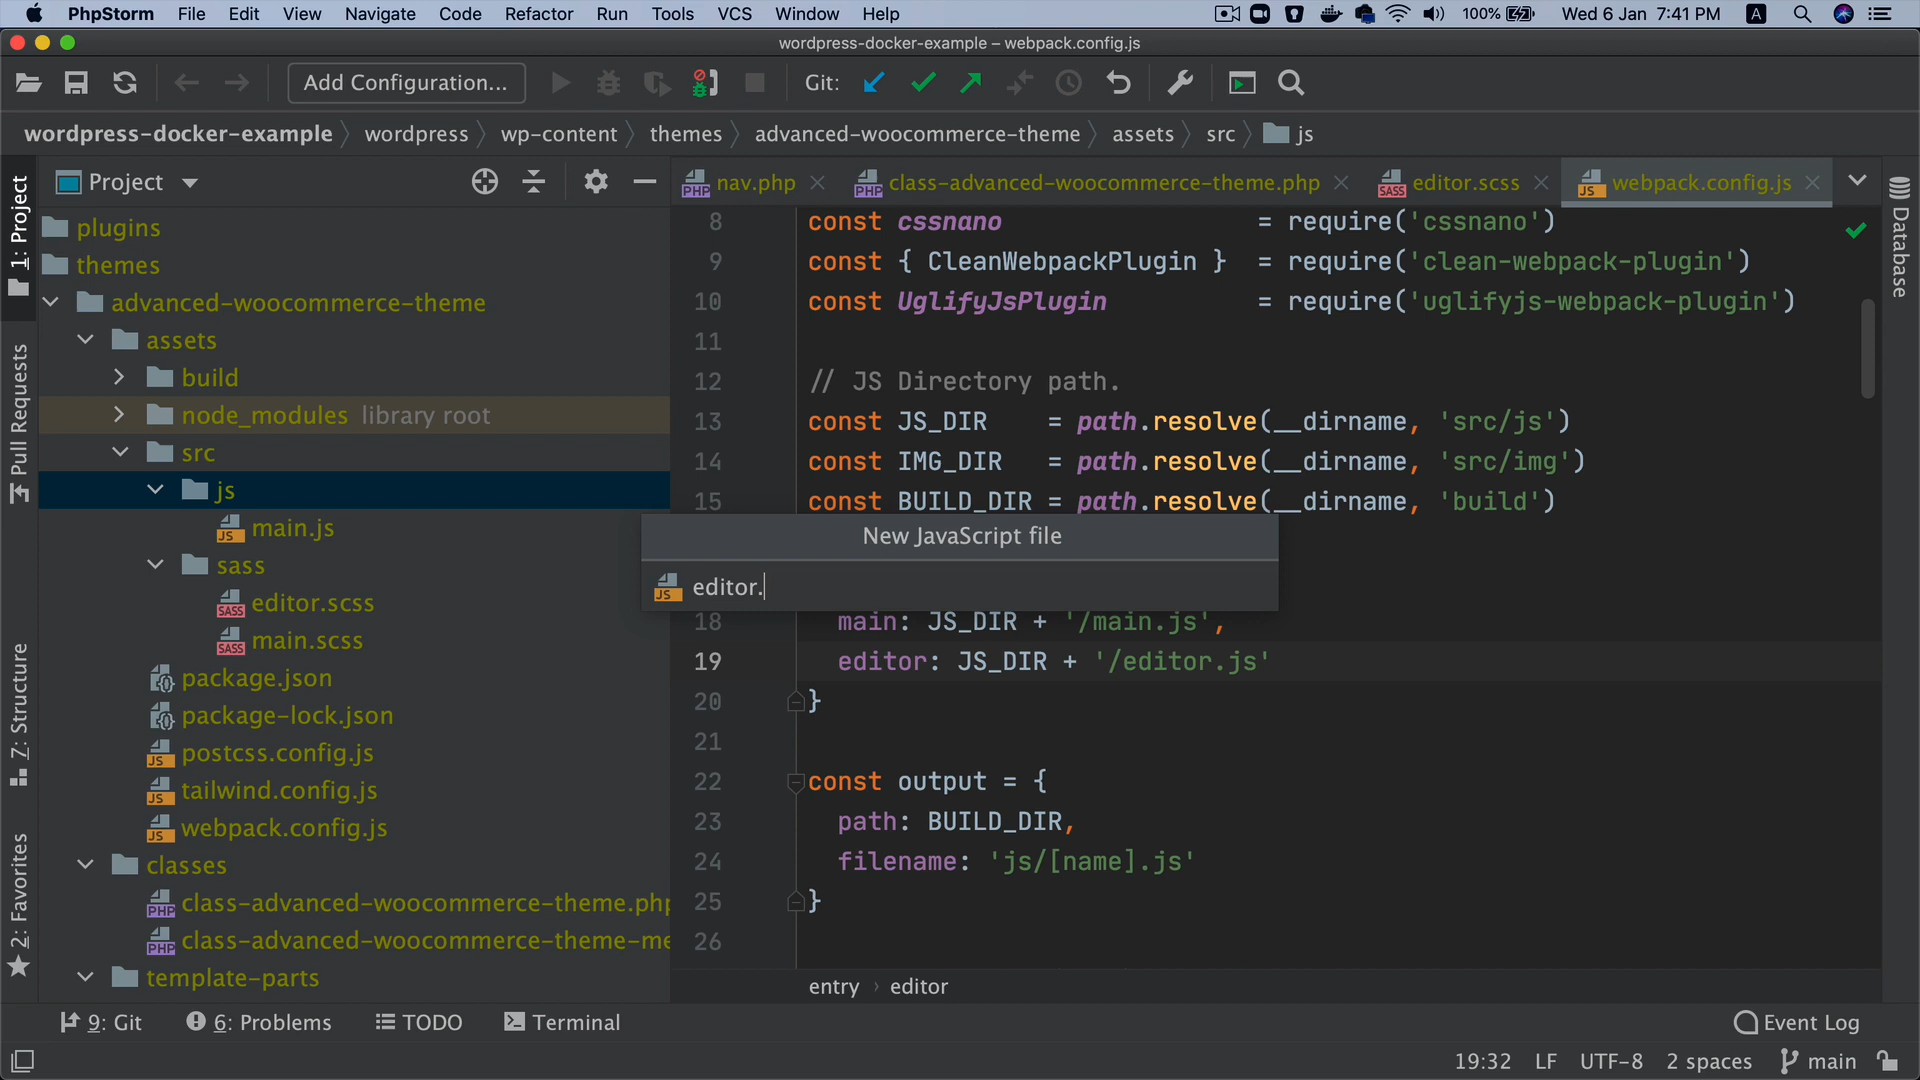 PhpStorm File Edit View Navigate Code Refactor Run Tools VCS Window Help 100% Wed 6 Jan 7:41 PM A
wordpress-docker-example – webpack.config.js
Add Configuration... Git:
wordpress-docker-example wordpress wp-content themes advanced-woocommerce-theme assets src js
Project
nav.php class-advanced-woocommerce-theme.php editor.scss webpack.config.js
1: Project
Pull Requests
Z: Structure
2: Favorites
Database
plugins
themes
advanced-woocommerce-theme
assets
build
node_modules library root
src
js
main.js
sass
editor.scss
main.scss
package.json
package-lock.json
postcss.config.js
tailwind.config.js
webpack.config.js
classes
class-advanced-woocommerce-theme.php
class-advanced-woocommerce-theme-me
template-parts
8 const cssnano = require('cssnano')
9 const { CleanWebpackPlugin } = require('clean-webpack-plugin')
10 const UglifyJsPlugin = require('uglifyjs-webpack-plugin')
11
12 // JS Directory path.
13 const JS_DIR = path.resolve(__dirname, 'src/js')
14 const IMG_DIR = path.resolve(__dirname, 'src/img')
15 const BUILD_DIR = path.resolve(__dirname, 'build')
New JavaScript file
JS editor.
18 main: JS_DIR + '/main.js',
19 editor: JS_DIR + '/editor.js'
20 }
21
22 const output = {
23 path: BUILD_DIR,
24 filename: 'js/[name].js'
25 }
26
entry › editor
9: Git 6: Problems TODO Terminal Event Log
19:32 LF UTF-8 2 spaces main